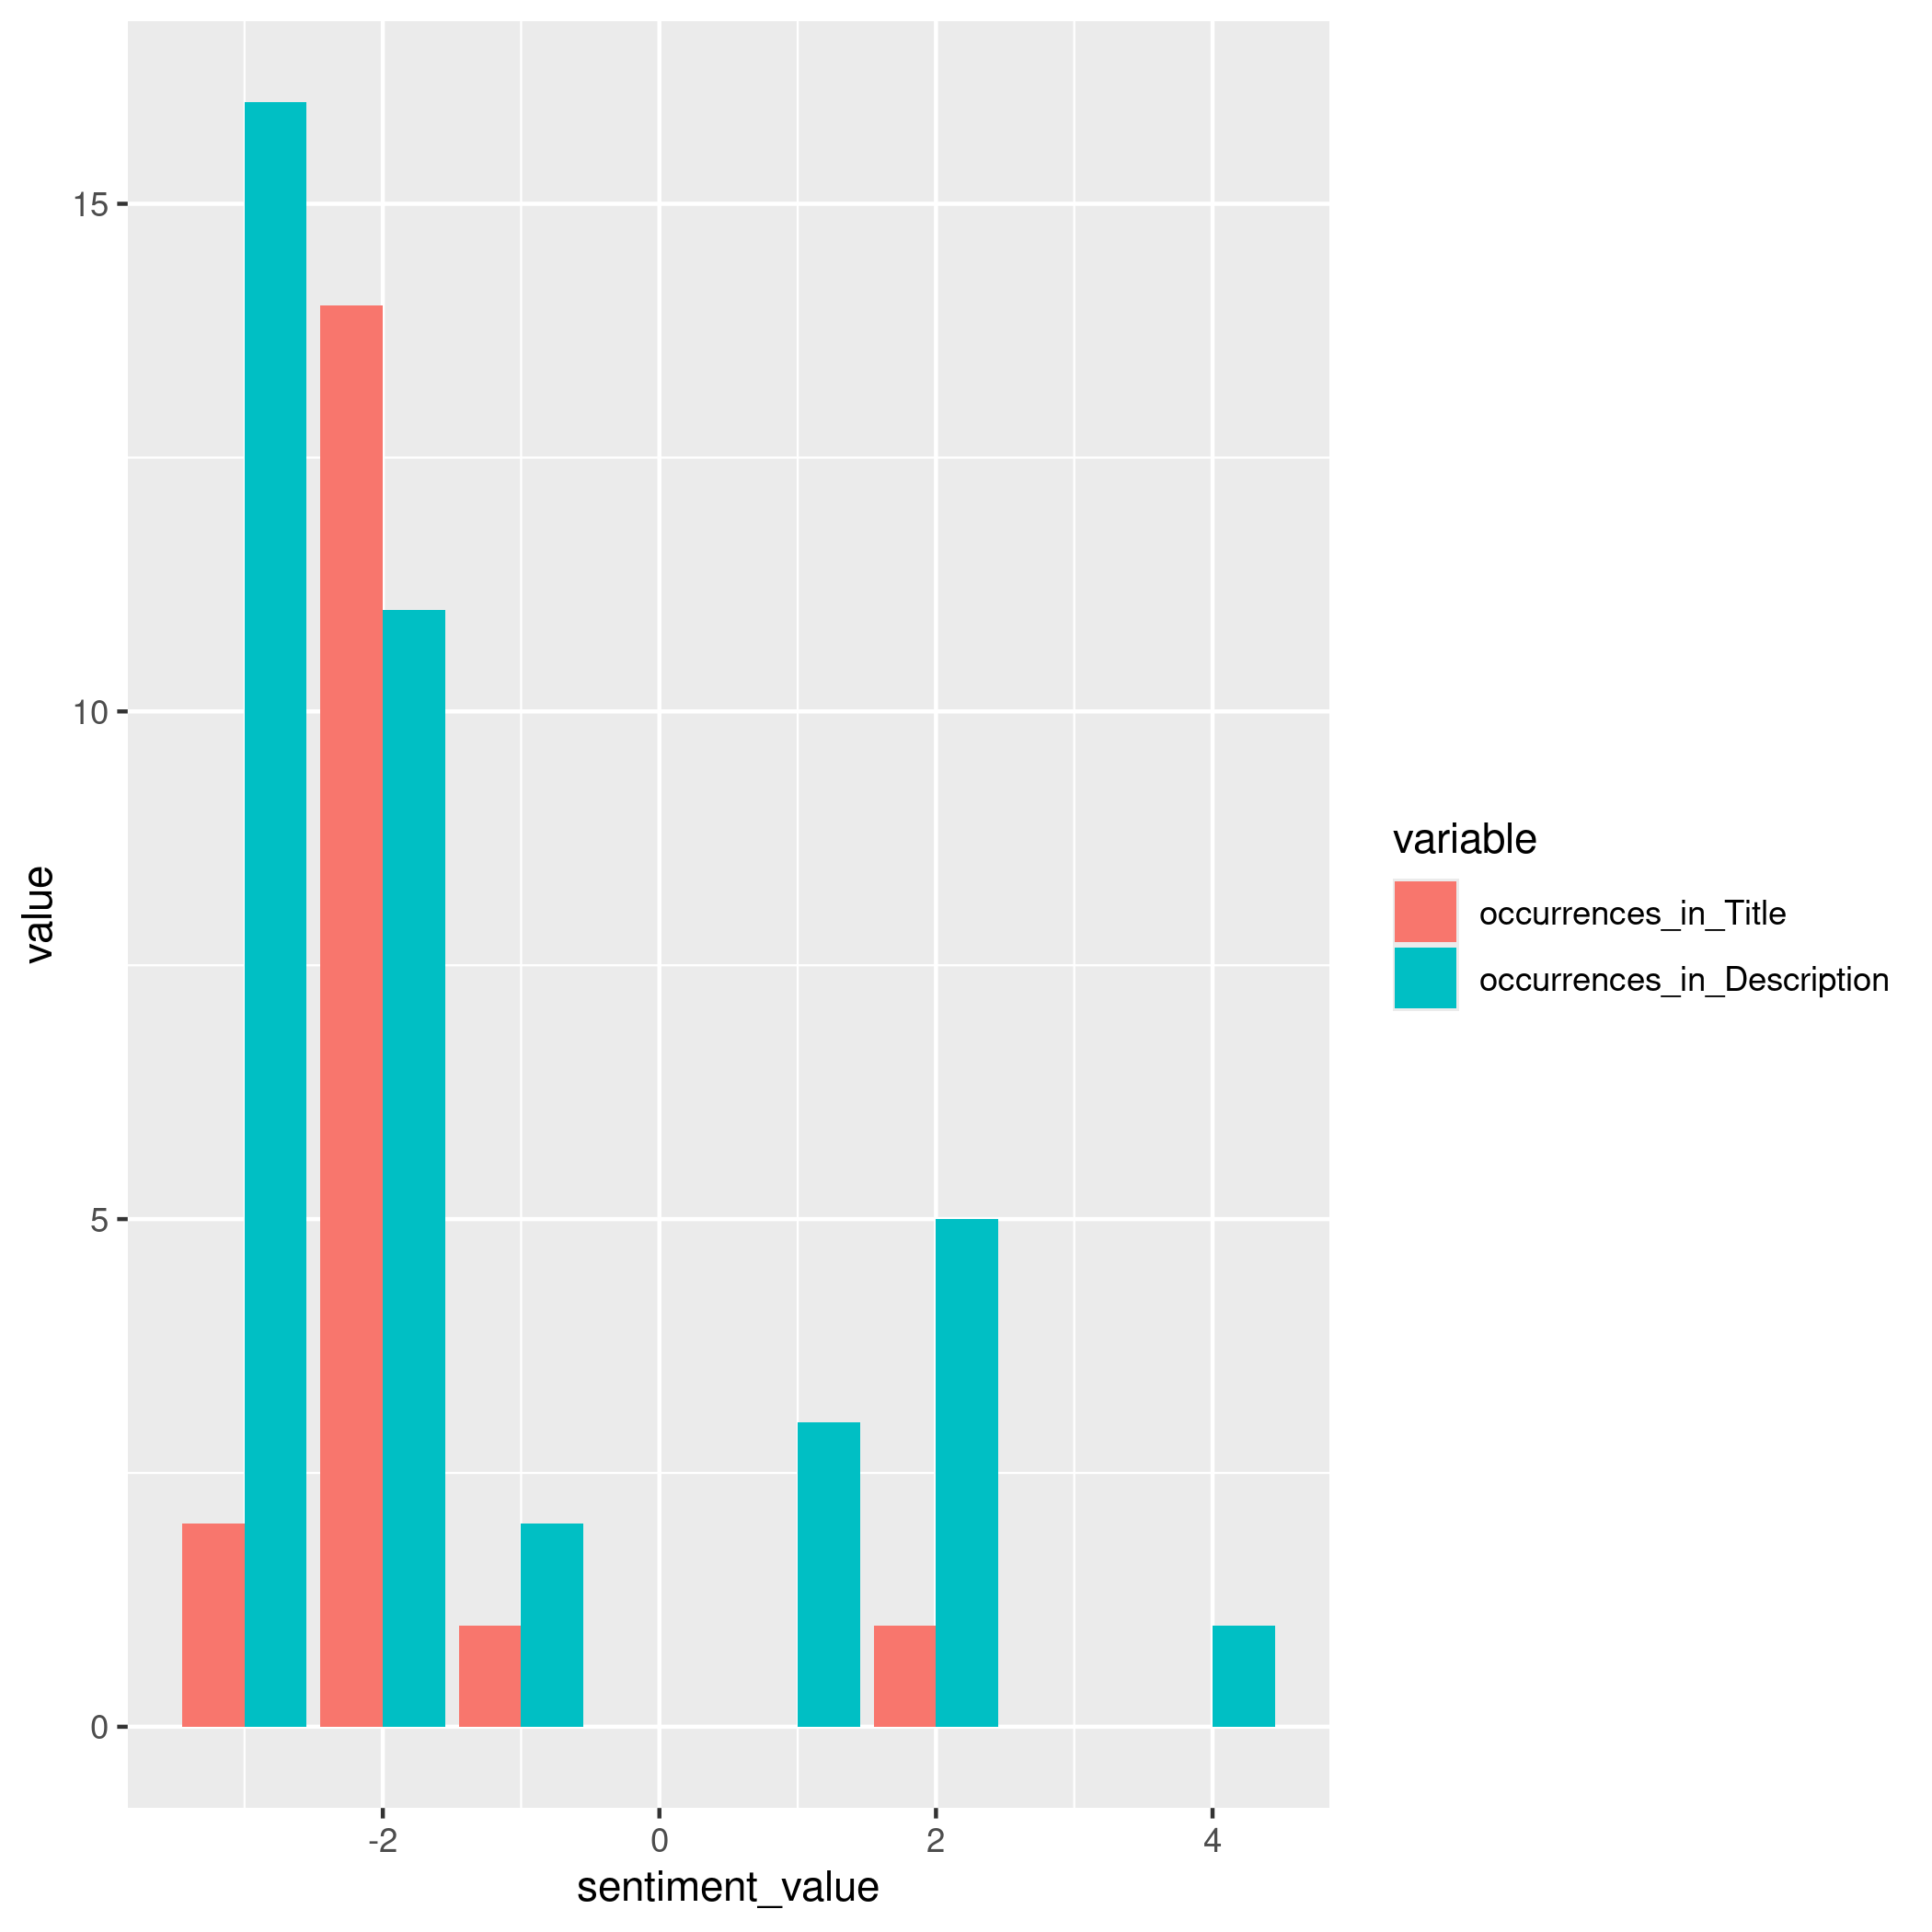 15
10
5
0
value
-2
0
2
4
sentiment_value
variable
occurrences_in_Title
occurrences_in_Description